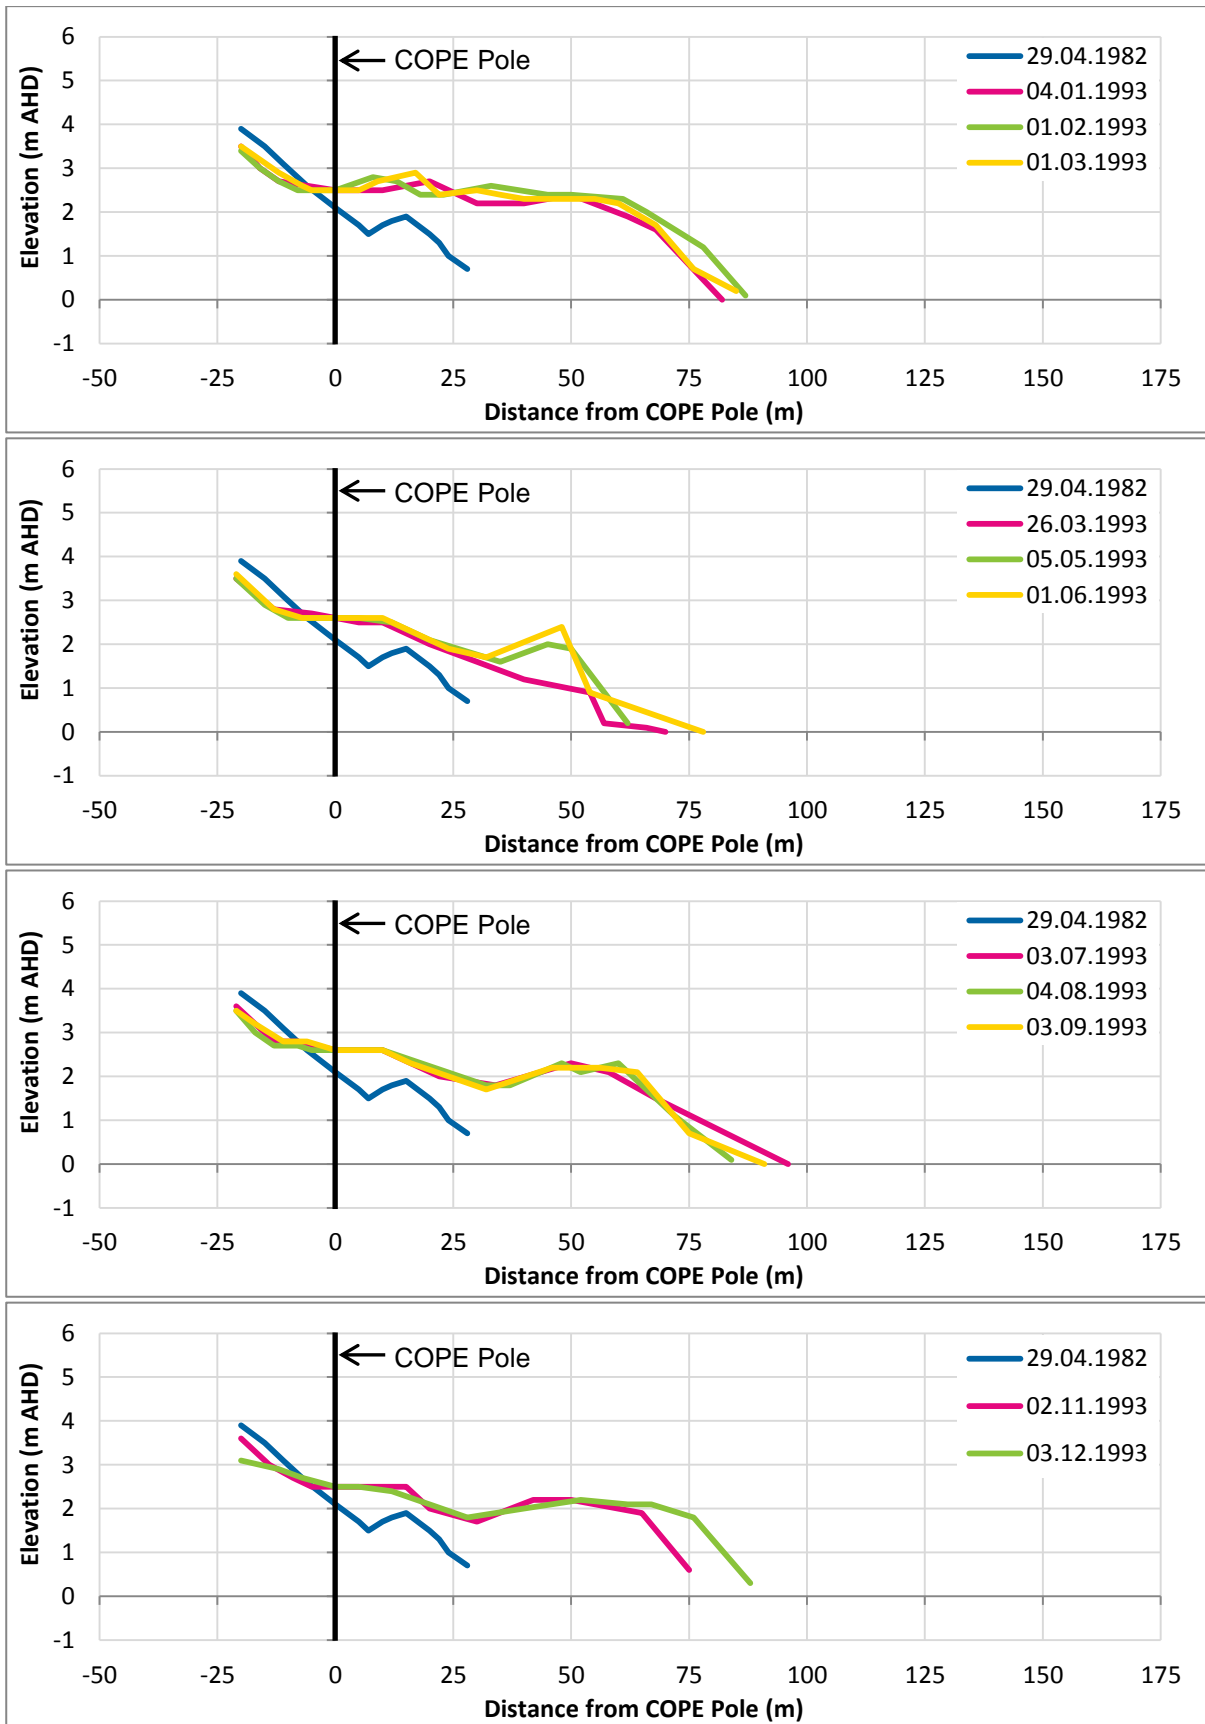 6
5
4
3
2
1
0
-1
Elevation (m AHD)
COPE Pole
29.04.1982
04.01.1993
01.02.1993
01.03.1993
-50 -25 0 25 50 75 100 125 150 175
Distance from COPE Pole (m)
6
5
4
3
2
1
0
-1
Elevation (m AHD)
COPE Pole
29.04.1982
26.03.1993
05.05.1993
01.06.1993
-50 -25 0 25 50 75 100 125 150 175
Distance from COPE Pole (m)
6
5
4
3
2
1
0
-1
Elevation (m AHD)
COPE Pole
29.04.1982
03.07.1993
04.08.1993
03.09.1993
-50 -25 0 25 50 75 100 125 150 175
Distance from COPE Pole (m)
6
5
4
3
2
1
0
-1
Elevation (m AHD)
COPE Pole
29.04.1982
02.11.1993
03.12.1993
-50 -25 0 25 50 75 100 125 150 175
Distance from COPE Pole (m)